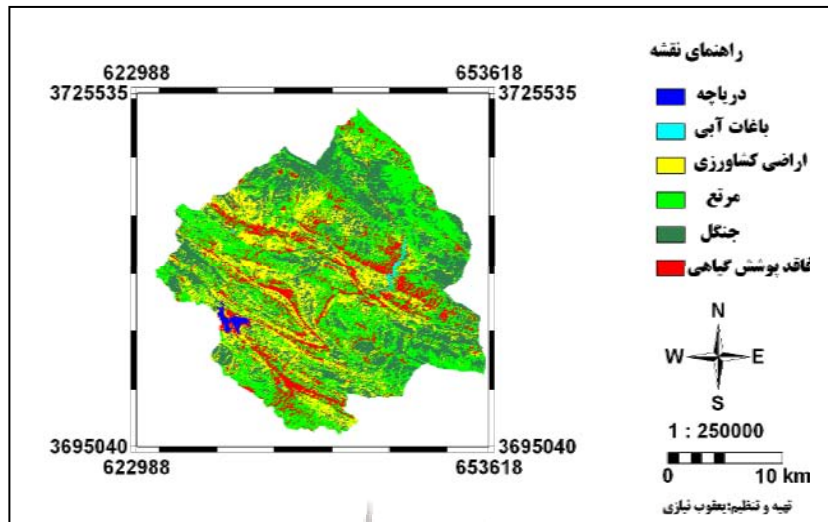 622988 653618
3725535 3725535
3695040 3695040
622988 653618
راهنمای نقشه
دریاچه
باغات آبی
اراضی کشاورزی
مرتع
جنگل
فاقد پوشش گیاهی
N
W E
S
1 : 250000
0 10 km
تهیه و تنظیم:یعقوب نیازی